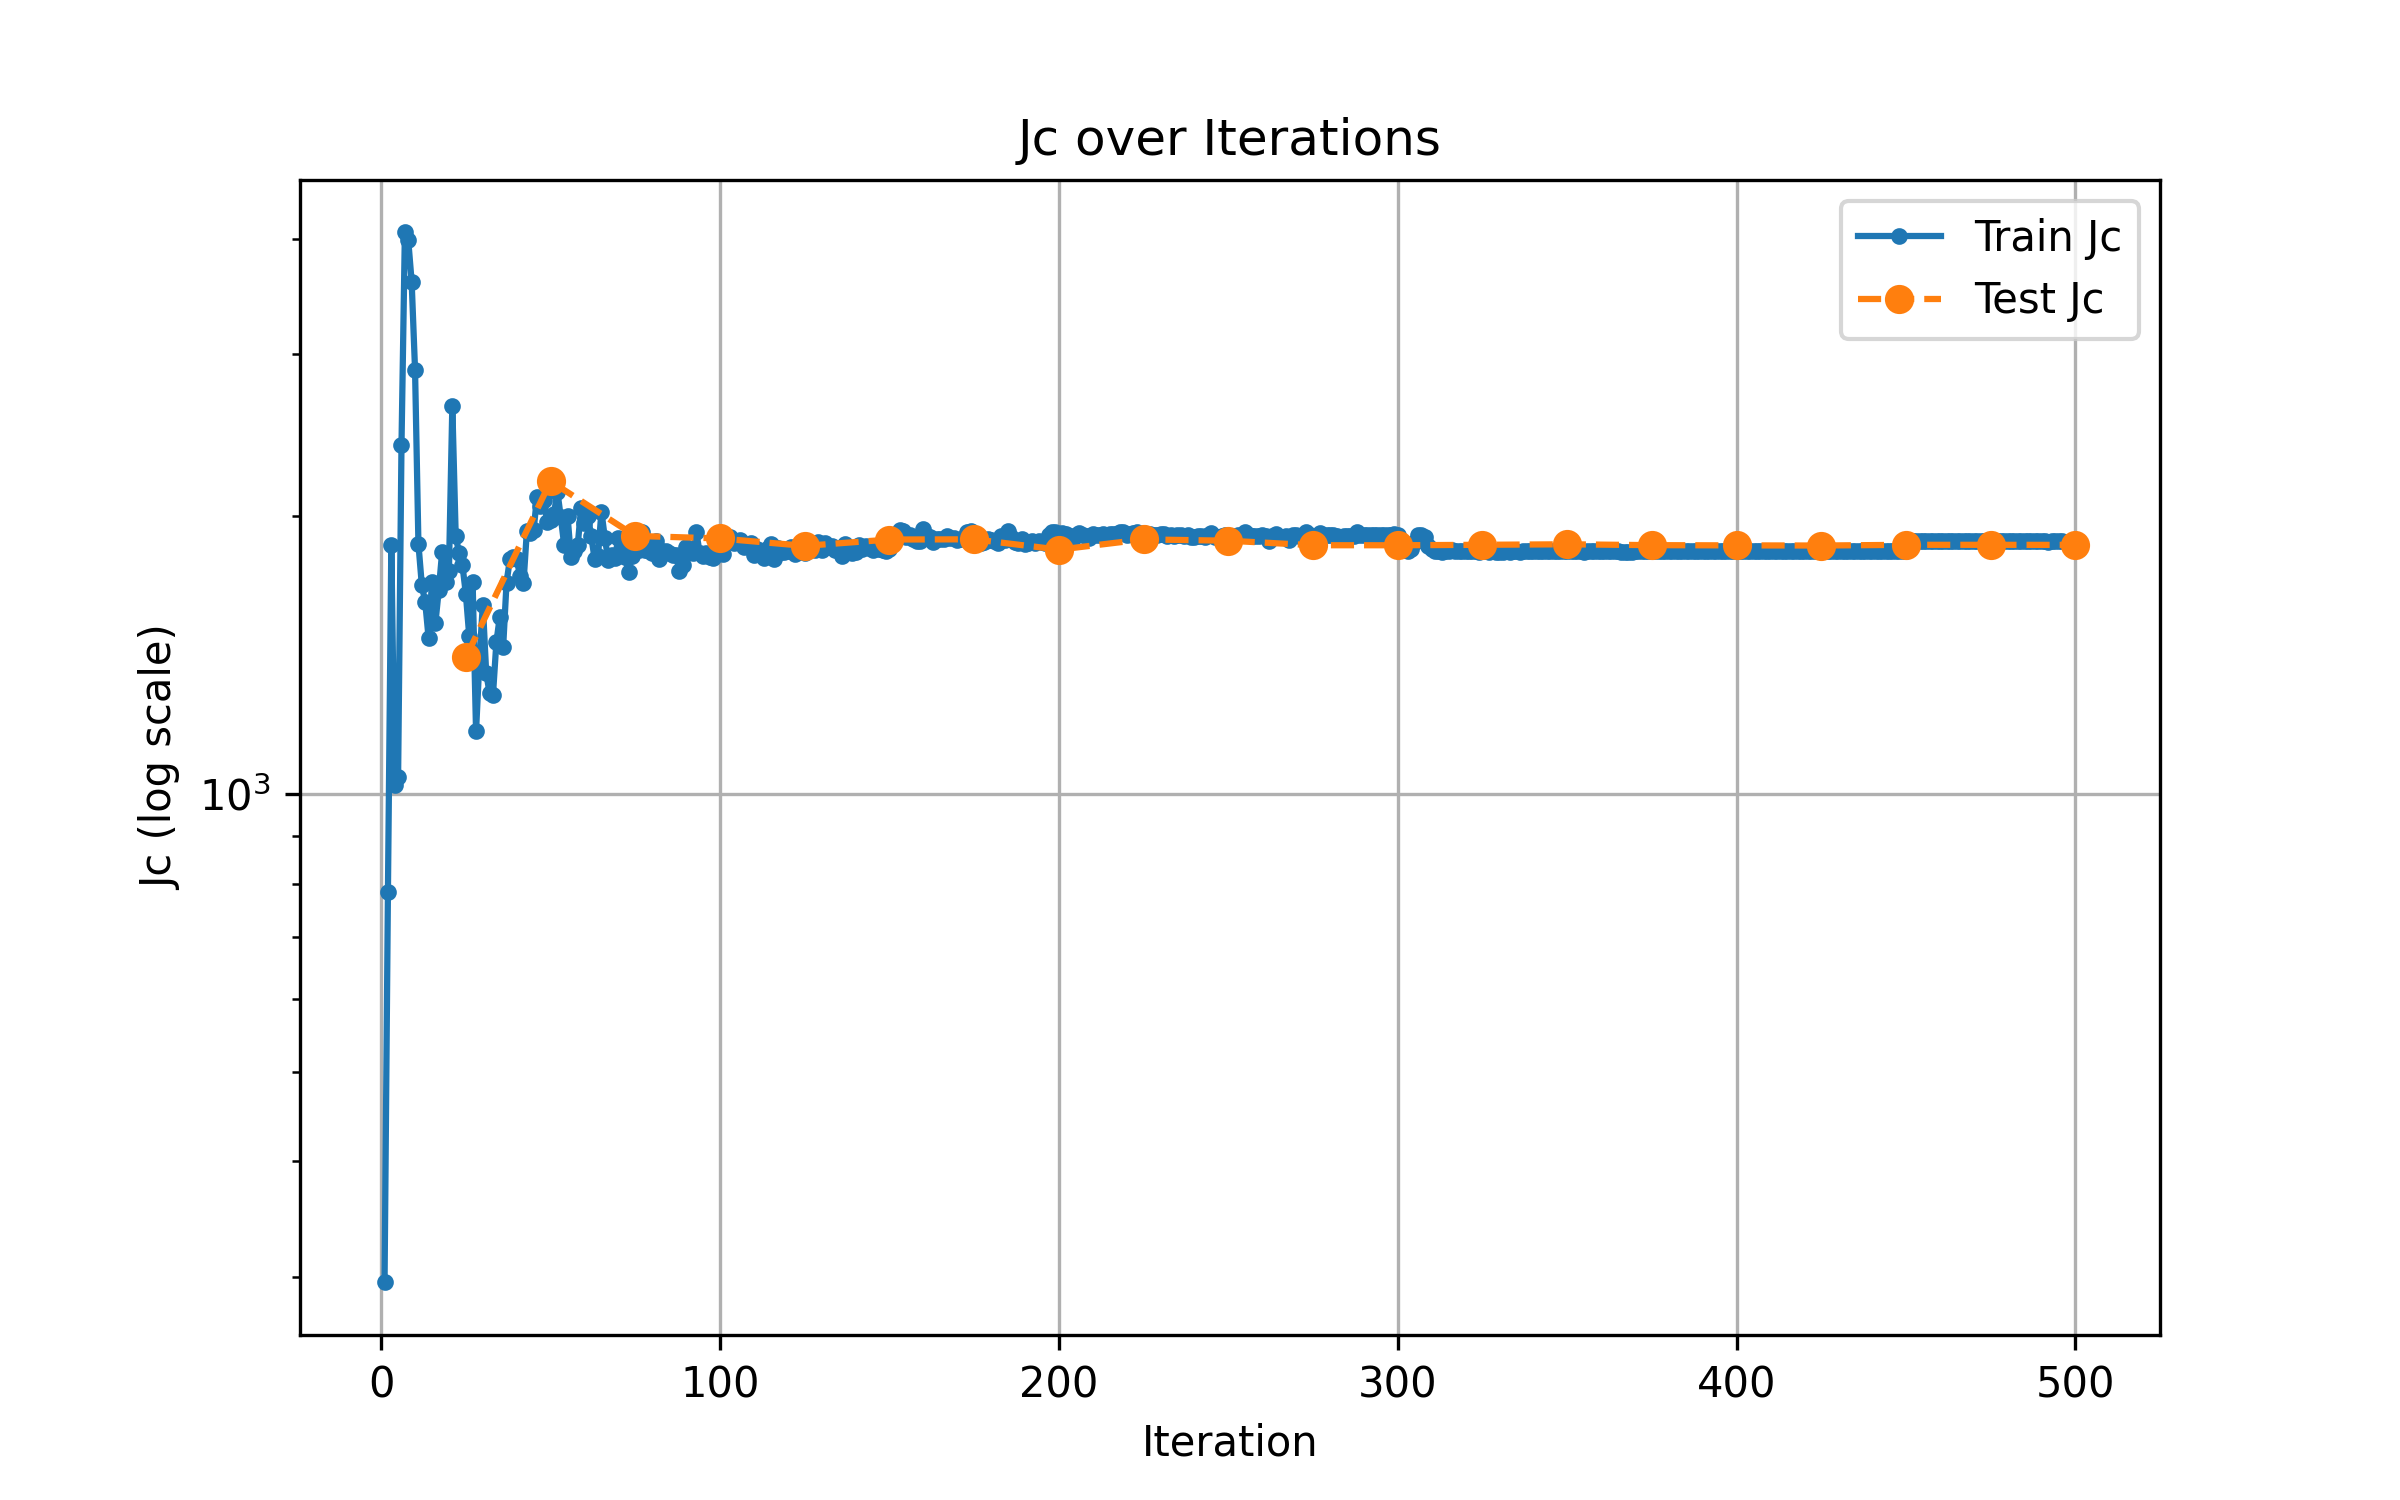 Jc over Iterations
Train Jc
Test Jc
Jc (log scale)
10³
0 100 200 300 400 500
Iteration